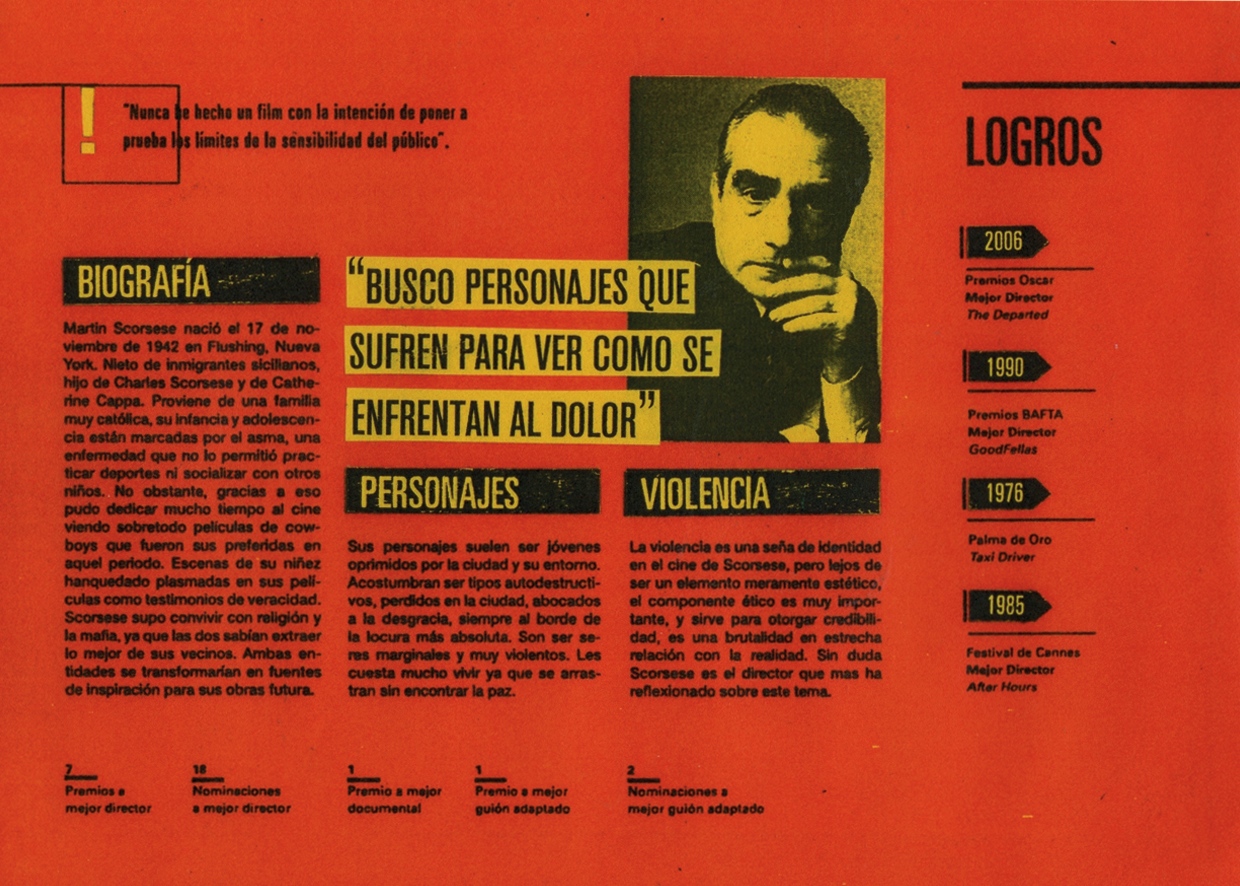 !
"Nunca he hecho un film con la intención de poner a
prueba los límites de la sensibilidad del público".
BIOGRAFÍA
Martin Scorsese nació el 17 de no-
viembre de 1942 en Flushing, Nueva
York. Nieto de inmigrantes sicilianos,
hijo de Charles Scorsese y de Cathe-
rine Cappa. Proviene de una familia
muy católica, su infancia y adolescen-
cia están marcadas por el asma, una
enfermedad que no lo permitió prac-
ticar deportes ni socializar con otros
niños. No obstante, gracias a eso
pudo dedicar mucho tiempo al cine
viendo sobretodo películas de cow-
boys que fueron sus preferidas en
aquel periodo. Escenas de su niñez
hanquedado plasmadas en sus pelí-
culas como testimonios de veracidad.
Scorsese supo convivir con religión y
la mafia, ya que las dos sabían extraer
lo mejor de sus vecinos. Ambas en-
tidades se transformarían en fuentes
de inspiración para sus obras futura.
“BUSCO PERSONAJES QUE
SUFREN PARA VER COMO SE
ENFRENTAN AL DOLOR”
PERSONAJES
Sus personajes suelen ser jóvenes
oprimidos por la ciudad y su entorno.
Acostumbran ser tipos autodestructi-
vos, perdidos en la ciudad, abocados
a la desgracia, siempre al borde de
la locura más absoluta. Son ser se-
res marginales y muy violentos. Les
cuesta mucho vivir ya que se arras-
tran sin encontrar la paz.
VIOLENCIA
La violencia es una seña de identidad
en el cine de Scorsese, pero lejos de
ser un elemento meramente estético,
el componente ético es muy impor-
tante, y sirve para otorgar credibili-
dad, es una brutalidad en estrecha
relación con la realidad. Sin duda
Scorsese es el director que mas ha
reflexionado sobre este tema.
LOGROS
2006
Premios Oscar
Mejor Director
The Departed
1990
Premios BAFTA
Mejor Director
GoodFellas
1976
Palma de Oro
Taxi Driver
1985
Festival de Cannes
Mejor Director
After Hours
7
Premios a
mejor director
18
Nominaciones
a mejor director
1
Premio a mejor
documental
1
Premio a mejor
guión adaptado
2
Nominaciones a
mejor guión adaptado